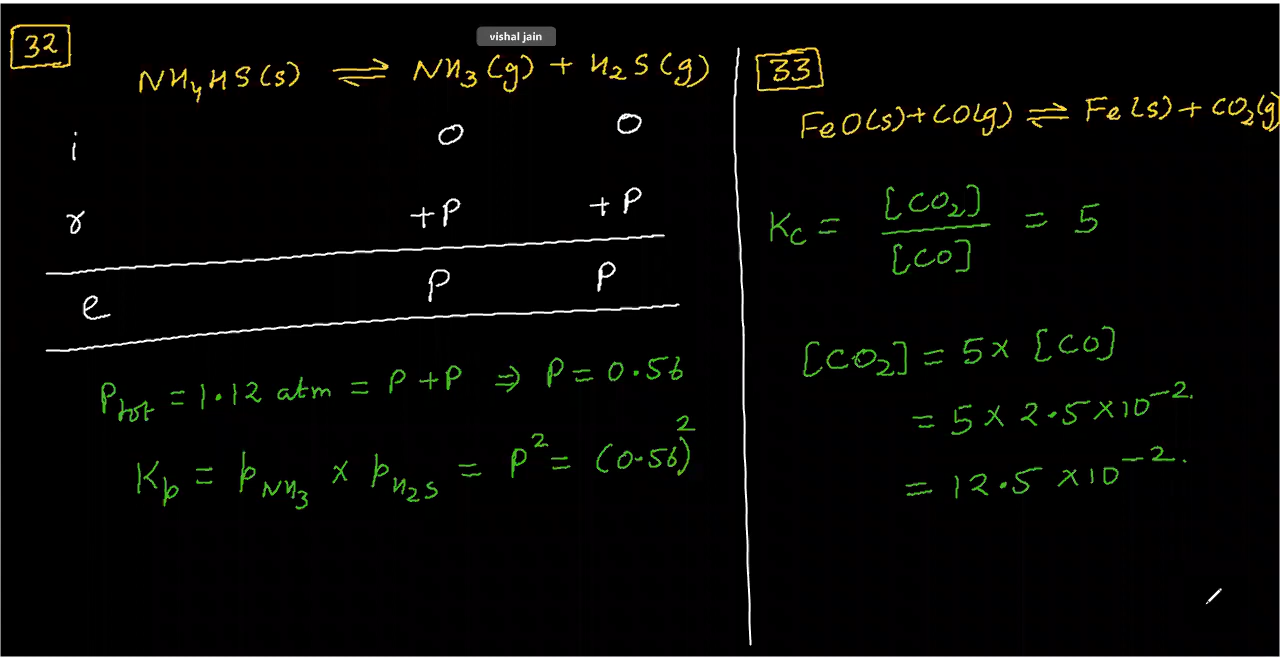 vishal jain
32
NH4HS(s) ⇌ NH3(g) + H2S(g)
i 0 0
r +P +P
e P P
Ptot = 1.12 atm = P + P ⇒ P = 0.56
Kp = pNH3 × pH2S = P² = (0.56)²
33
FeO(s) + CO(g) ⇌ Fe(s) + CO2(g)
Kc = [CO2] / [CO] = 5
[CO2] = 5 × [CO]
= 5 × 2.5 × 10⁻².
= 12.5 × 10⁻².